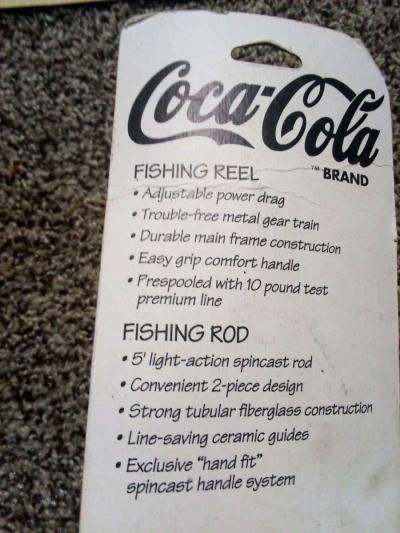 Coca-Cola
™ BRAND
FISHING REEL
• Adjustable power drag
• Trouble-free metal gear train
• Durable main frame construction
• Easy grip comfort handle
• Prespooled with 10 pound test
premium line
FISHING ROD
• 5' light-action spincast rod
• Convenient 2-piece design
• Strong tubular fiberglass construction
• Line-saving ceramic guides
• Exclusive "hand fit"
spincast handle system